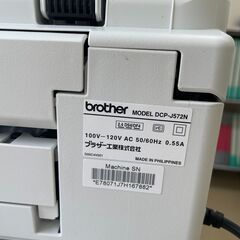 brother MODEL DCP-J572N
100V－120V AC 50/60Hz 0.55A
ブラザー工業株式会社
MADE IN PHILIPPINES
Machine SN
*E78071J7H167882*